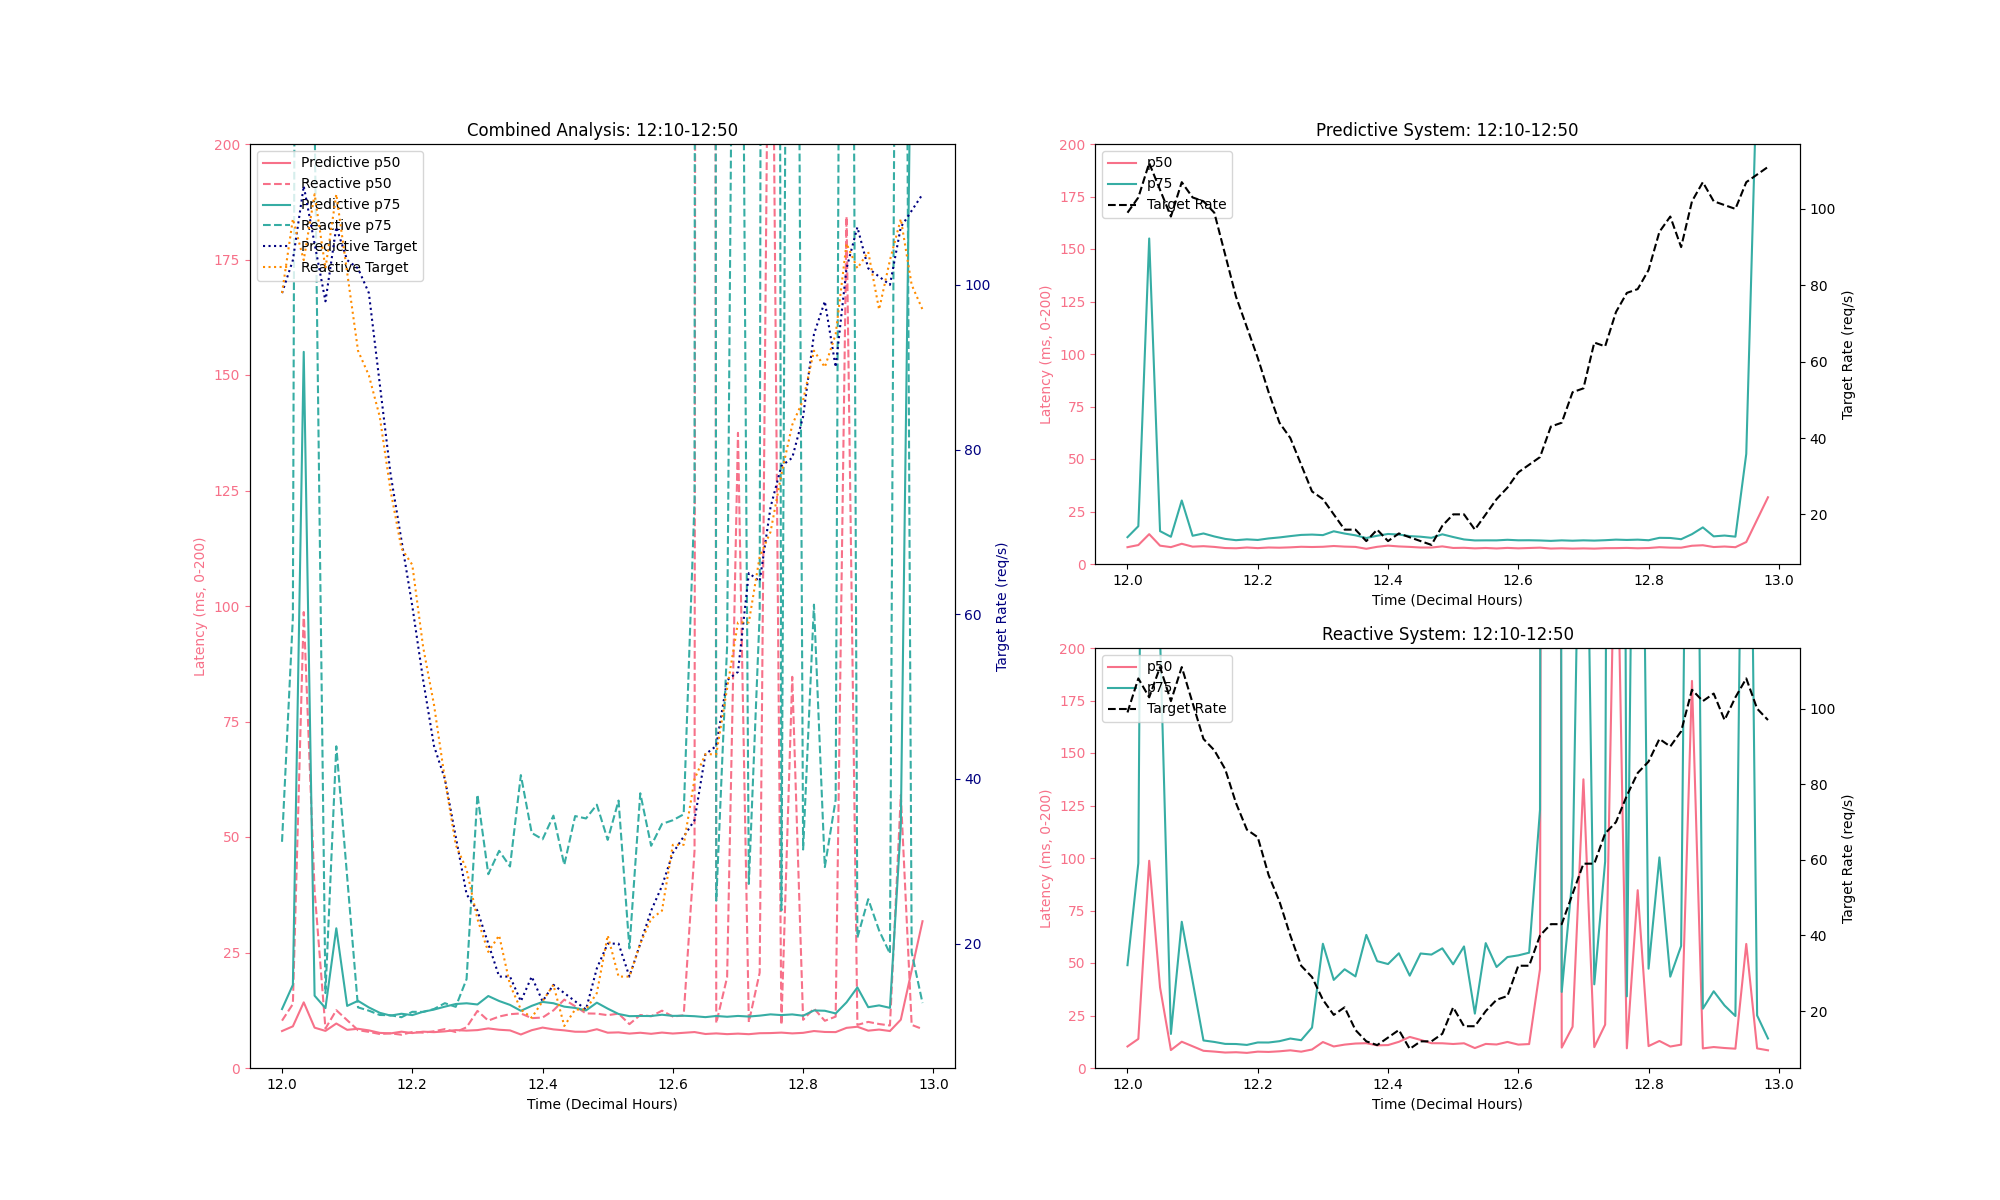 Combined Analysis: 12:10-12:50
200
175
150
125
100
75
50
25
0
Latency (ms, 0-200)
Predictive p50
Reactive p50
Predictive p75
Reactive p75
Predictive Target
Reactive Target
100
80
60
40
20
Target Rate (req/s)
12.0 12.2 12.4 12.6 12.8 13.0
Time (Decimal Hours)
Predictive System: 12:10-12:50
200
175
150
125
100
75
50
25
0
Latency (ms, 0-200)
p50
p75
Target Rate
100
80
60
40
20
Target Rate (req/s)
12.0 12.2 12.4 12.6 12.8 13.0
Time (Decimal Hours)
Reactive System: 12:10-12:50
200
175
150
125
100
75
50
25
0
Latency (ms, 0-200)
p50
p75
Target Rate
100
80
60
40
20
Target Rate (req/s)
12.0 12.2 12.4 12.6 12.8 13.0
Time (Decimal Hours)